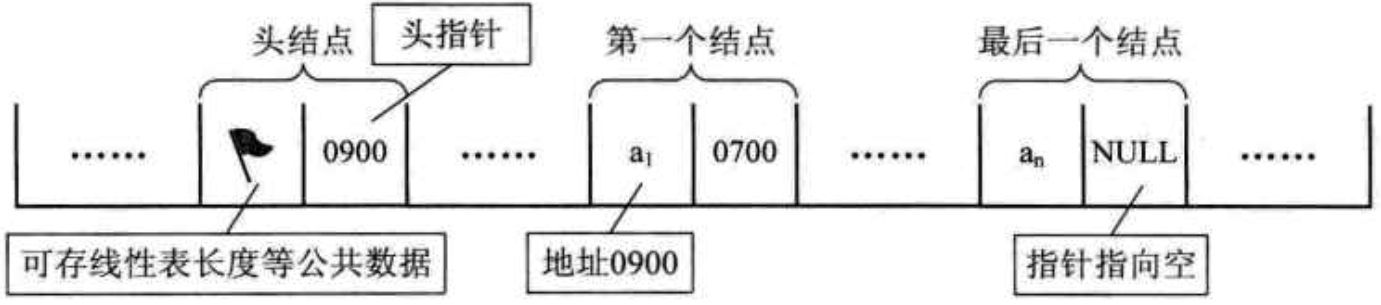 头结点 头指针 第一个结点 最后一个结点
…… 0900 …… a₁ 0700 …… aₙ NULL ……
可存线性表长度等公共数据 地址0900 指针指向空